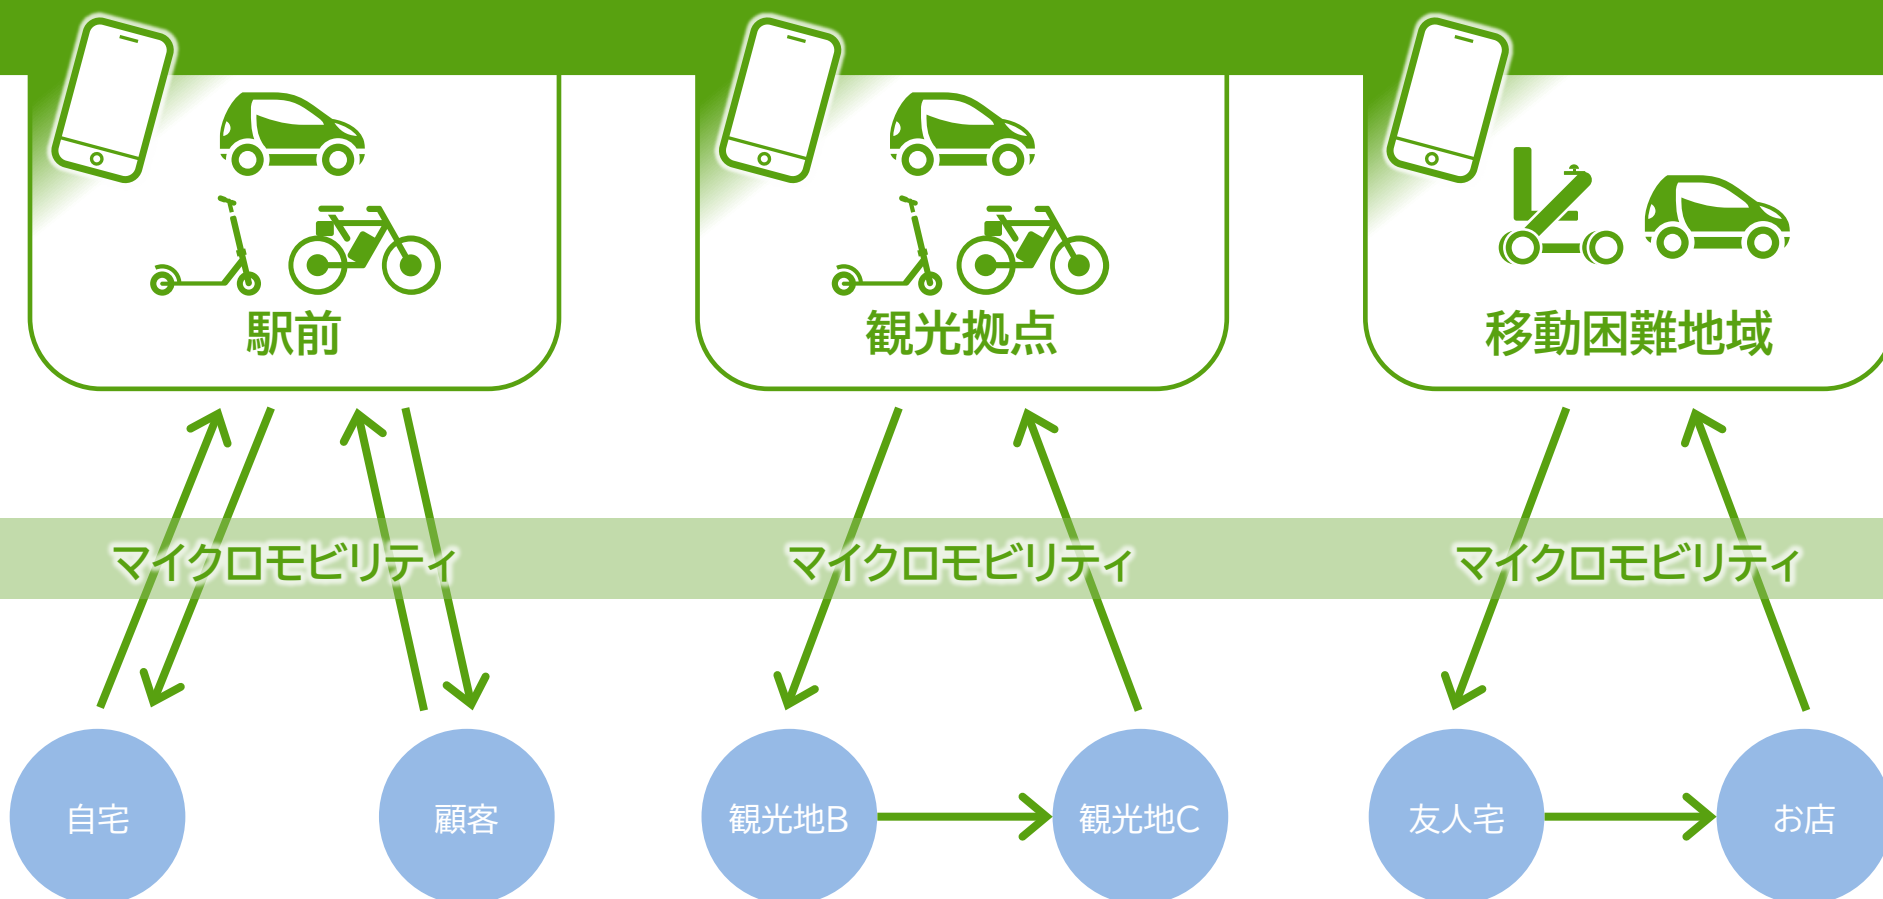 駅前
観光拠点
移動困難地域
マイクロモビリティ
マイクロモビリティ
マイクロモビリティ
自宅
顧客
観光地B
観光地C
友人宅
お店